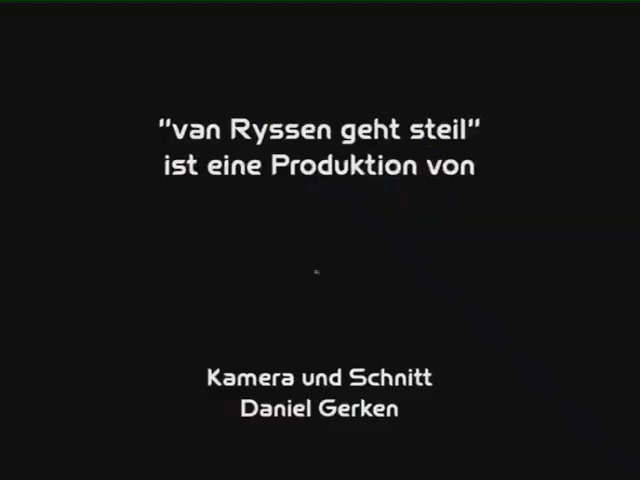 "van Ryssen geht steil"
ist eine Produktion von
Kamera und Schnitt
Daniel Gerken